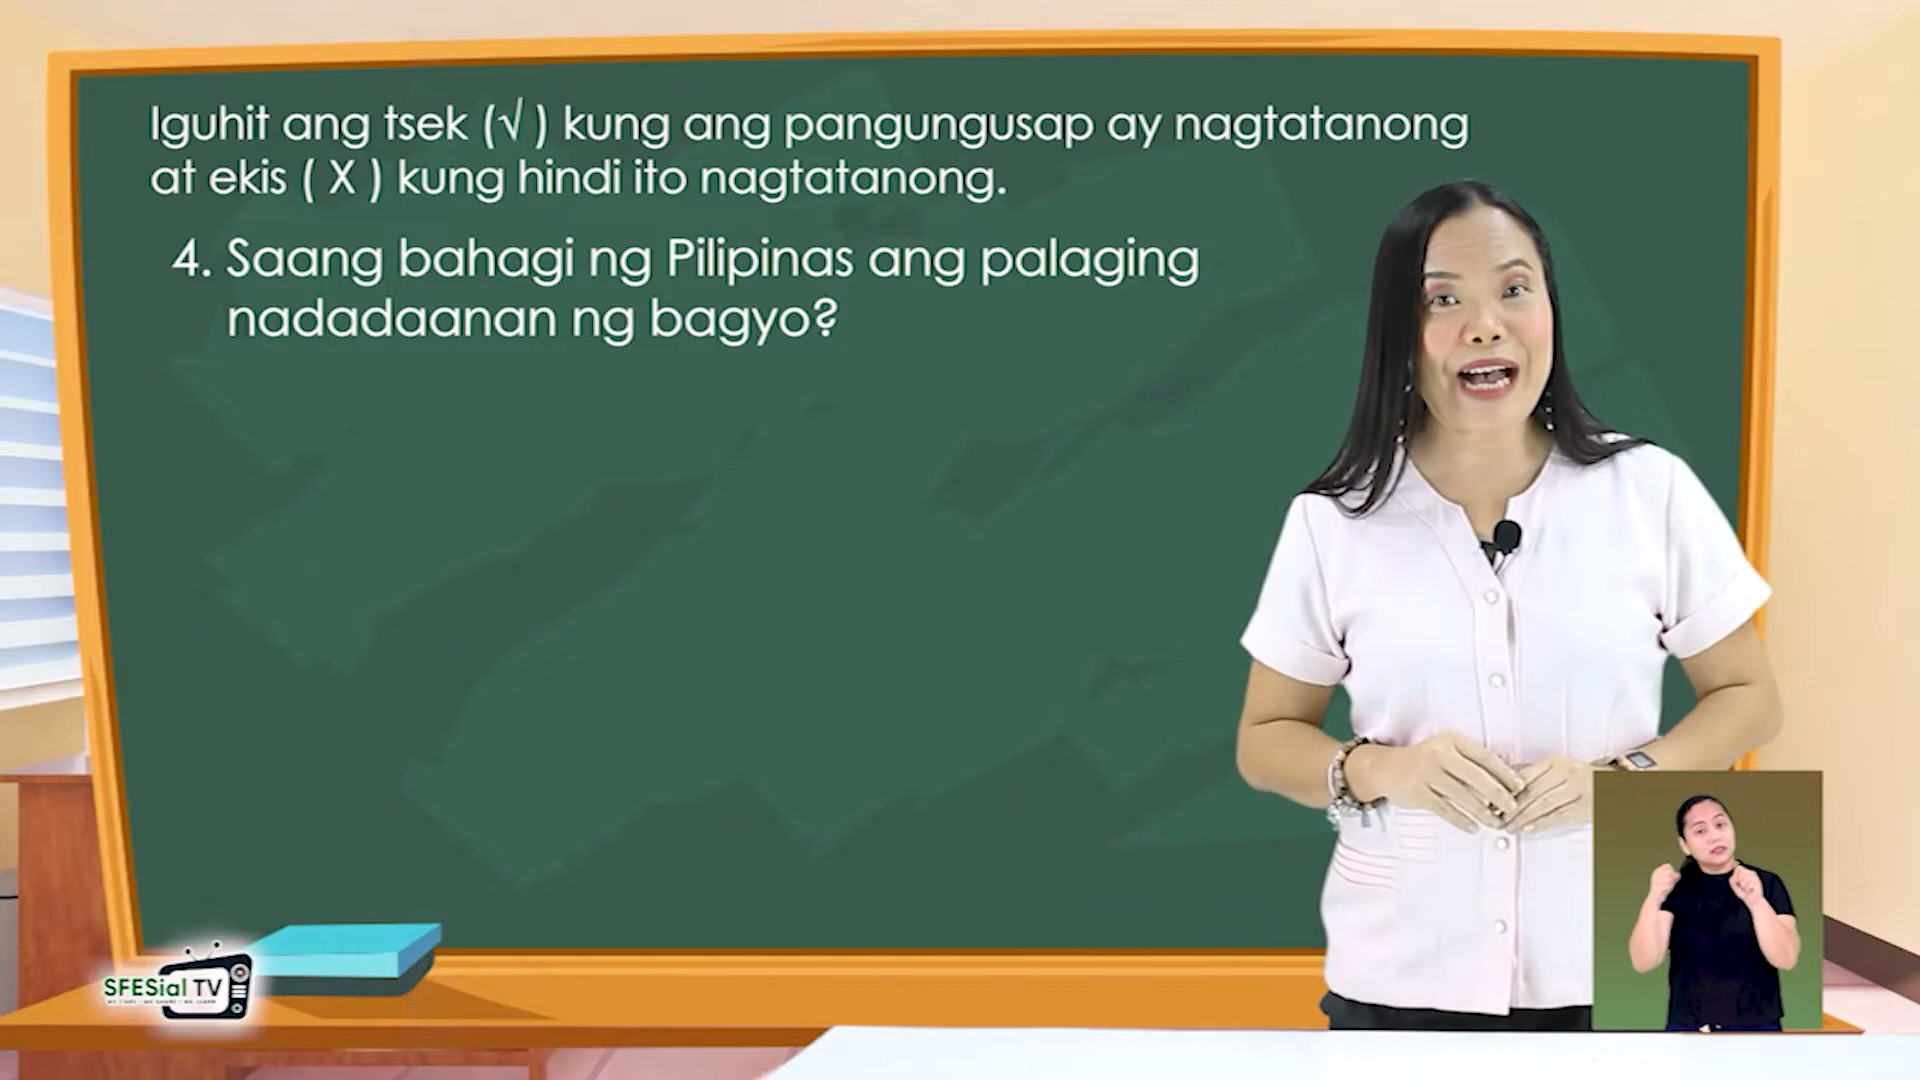 Iguhit ang tsek (√ ) kung ang pangungusap ay nagtatanong
at ekis ( X ) kung hindi ito nagtatanong.
4. Saang bahagi ng Pilipinas ang palaging
nadadaanan ng bagyo?
SFESial TV